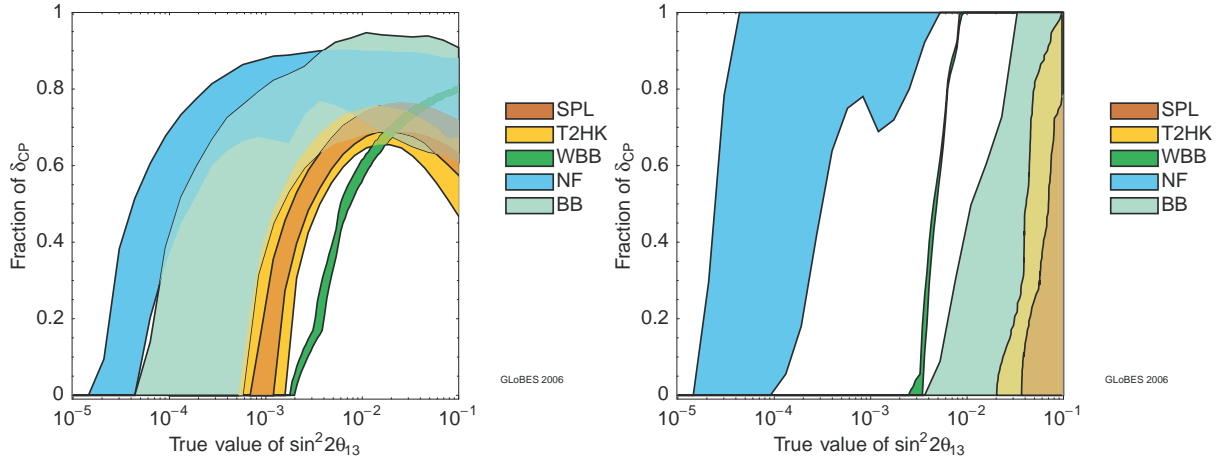 1
0.8
0.6
0.4
0.2
0
Fraction of δCP
10⁻⁵ 10⁻⁴ 10⁻³ 10⁻² 10⁻¹
True value of sin²2θ₁₃
GLoBES 2006
SPL
T2HK
WBB
NF
BB
1
0.8
0.6
0.4
0.2
0
Fraction of δCP
10⁻⁵ 10⁻⁴ 10⁻³ 10⁻² 10⁻¹
True value of sin²2θ₁₃
GLoBES 2006
SPL
T2HK
WBB
NF
BB